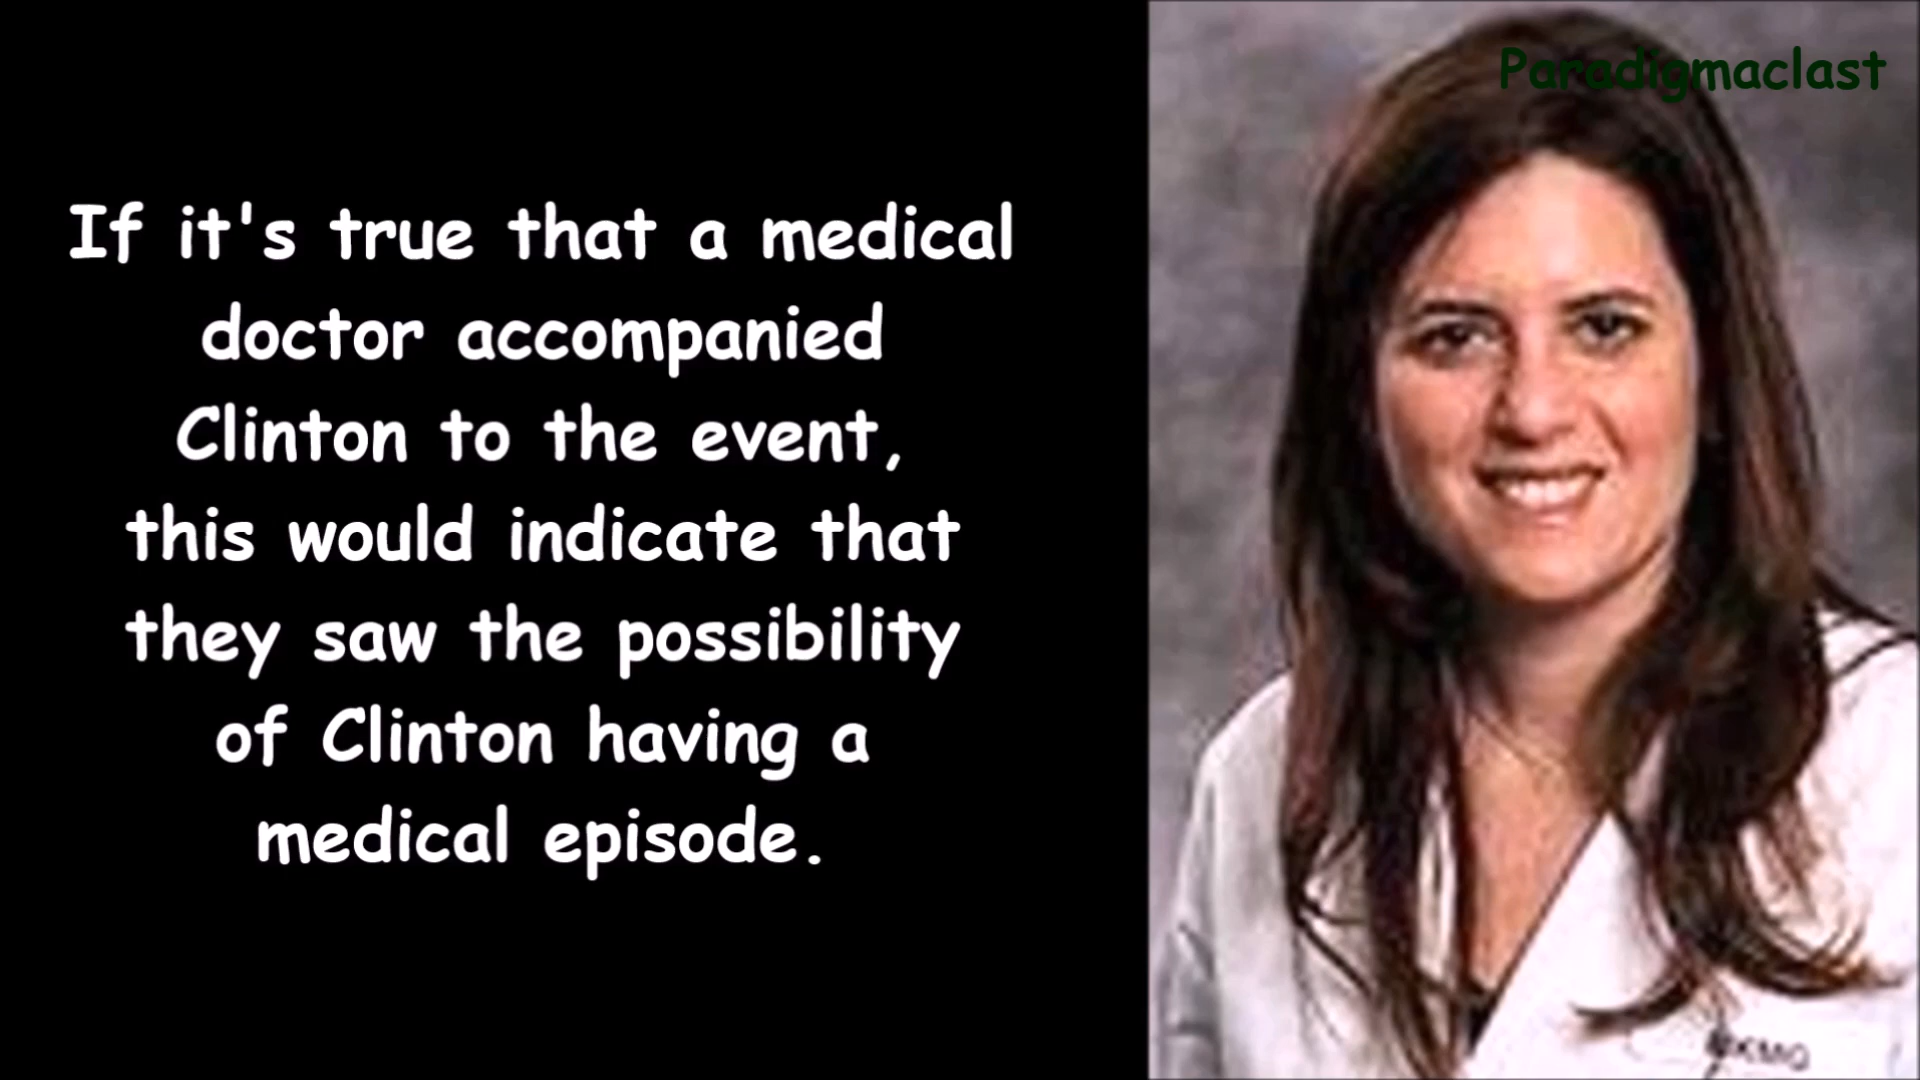 Paradigmaclast
If it's true that a medical
doctor accompanied
Clinton to the event,
this would indicate that
they saw the possibility
of Clinton having a
medical episode.